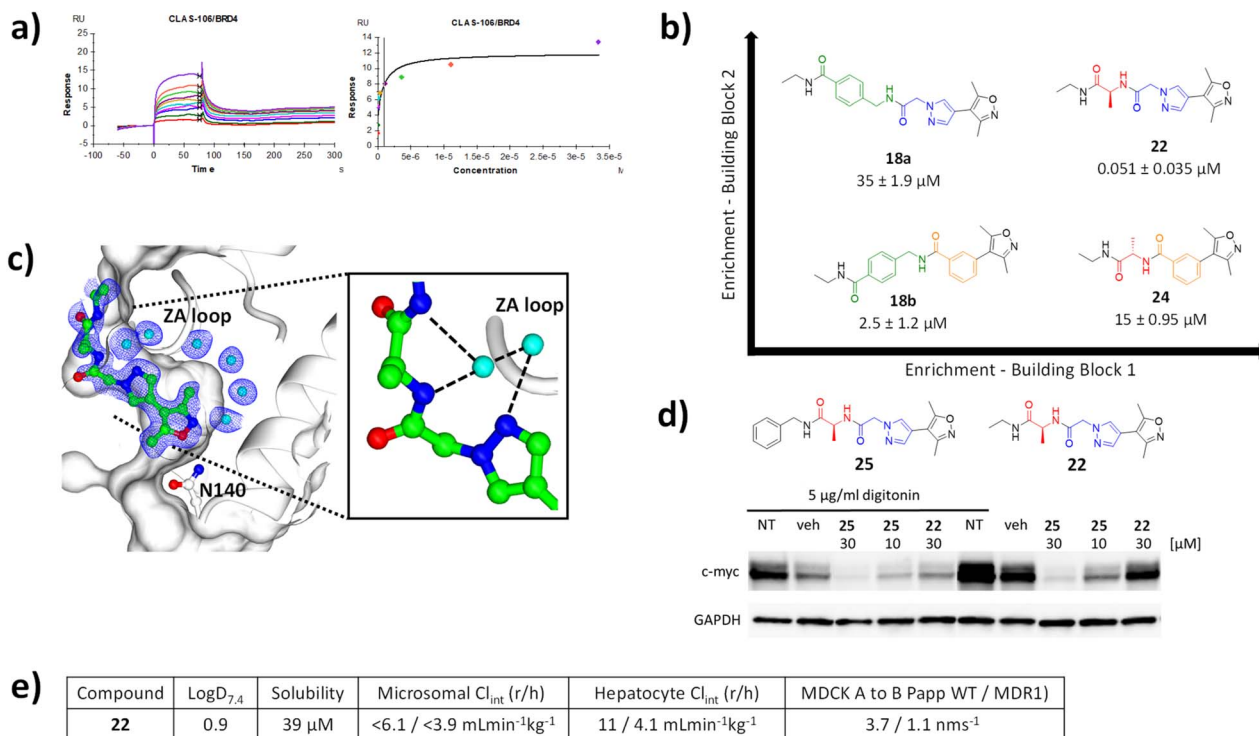 a)
RU
CLAS-106/BRD4
25
20
15
10
5
0
-5
Response
-100 -50 0 50 100 150 200 250 300
Time
s
RU
CLAS-106/BRD4
14
12
10
8
6
4
2
0
Response
0 5e-6 1e-5 1.5e-5 2e-5 2.5e-5 3e-5 3.5e-5
Concentration
b)
Enrichment - Building Block 2
18a
35 ± 1.9 µM
22
0.051 ± 0.035 µM
18b
2.5 ± 1.2 µM
24
15 ± 0.95 µM
Enrichment - Building Block 1
c)
ZA loop
N140
ZA loop
d)
25
22
5 µg/ml digitonin
NT veh 25 25 22 NT veh 25 25 22
30 10 30 30 10 30 [µM]
c-myc
GAPDH
e)
Compound LogD7.4 Solubility Microsomal Clint (r/h) Hepatocyte Clint (r/h) MDCK A to B Papp WT / MDR1)
22 0.9 39 µM <6.1 / <3.9 mLmin-1kg-1 11 / 4.1 mLmin-1kg-1 3.7 / 1.1 nms-1